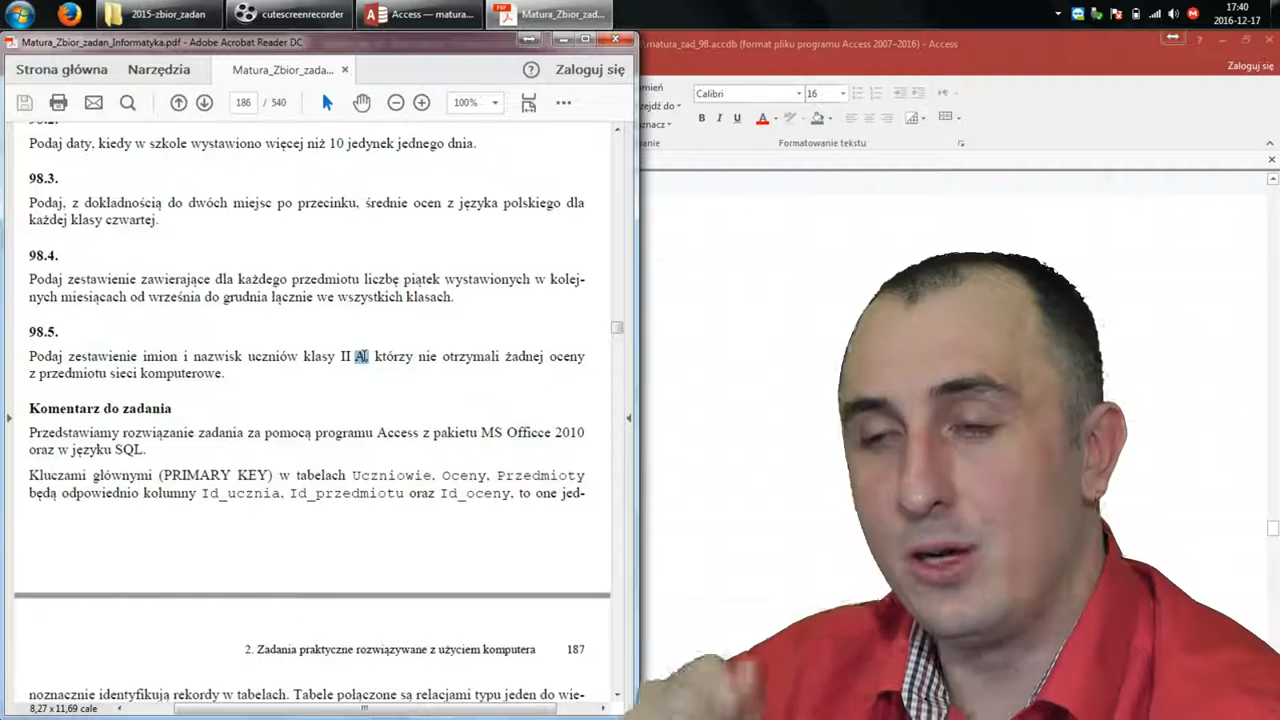 2015-zbior_zadan
cutescreenrecorder
Access — matura...
Matura_Zbior_zad...
17:40
2016-12-17
Matura_Zbior_zadan_Informatyka.pdf - Adobe Acrobat Reader DC
\matura_zad_98.accdb (format pliku programu Access 2007–2016) - Access
Zaloguj się
Strona główna
Narzędzia
Matura_Zbior_zada...
Zaloguj się
186 / 540
100%
Calibri
16
Formatowanie tekstu
98.2.
Podaj daty, kiedy w szkole wystawiono więcej niż 10 jedynek jednego dnia.
98.3.
Podaj, z dokładnością do dwóch miejsc po przecinku, średnie ocen z języka polskiego dla
każdej klasy czwartej.
98.4.
Podaj zestawienie zawierające dla każdego przedmiotu liczbę piątek wystawionych w kolej-
nych miesiącach od września do grudnia łącznie we wszystkich klasach.
98.5.
Podaj zestawienie imion i nazwisk uczniów klasy II A, którzy nie otrzymali żadnej oceny
z przedmiotu sieci komputerowe.
Komentarz do zadania
Przedstawiamy rozwiązanie zadania za pomocą programu Access z pakietu MS Officce 2010
oraz w języku SQL.
Kluczami głównymi (PRIMARY KEY) w tabelach Uczniowie, Oceny, Przedmioty
będą odpowiednio kolumny Id_ucznia, Id_przedmiotu oraz Id_oceny, to one jed-
2. Zadania praktyczne rozwiązywane z użyciem komputera 187
noznacznie identyfikują rekordy w tabelach. Tabele połączone są relacjami typu jeden do wie-
8,27 x 11,69 cale